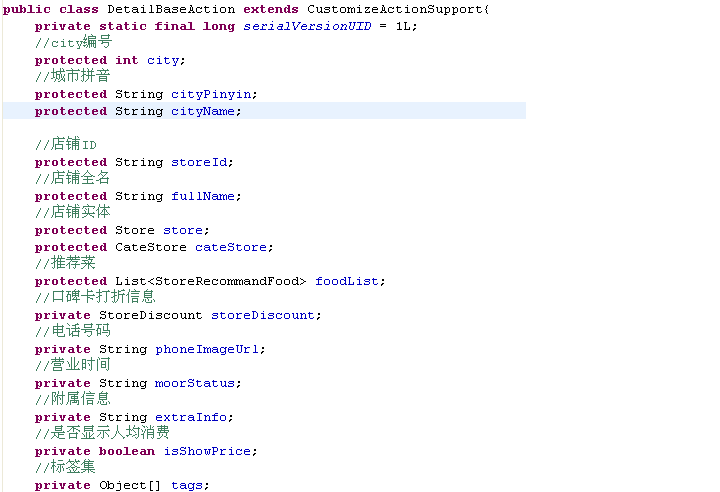 public class DetailBaseAction extends CustomizeActionSupport{
private static final long serialVersionUID = 1L;
//city编号
protected int city;
//城市拼音
protected String cityPinyin;
protected String cityName;
//店铺ID
protected String storeId;
//店铺全名
protected String fullName;
//店铺实体
protected Store store;
protected CateStore cateStore;
//推荐菜
protected List<StoreRecommandFood> foodList;
//口碑卡打折信息
private StoreDiscount storeDiscount;
//电话号码
private String phoneImageUrl;
//营业时间
private String moorStatus;
//附属信息
private String extraInfo;
//是否显示人均消费
private boolean isShowPrice;
//标签集
private Object[] tags;